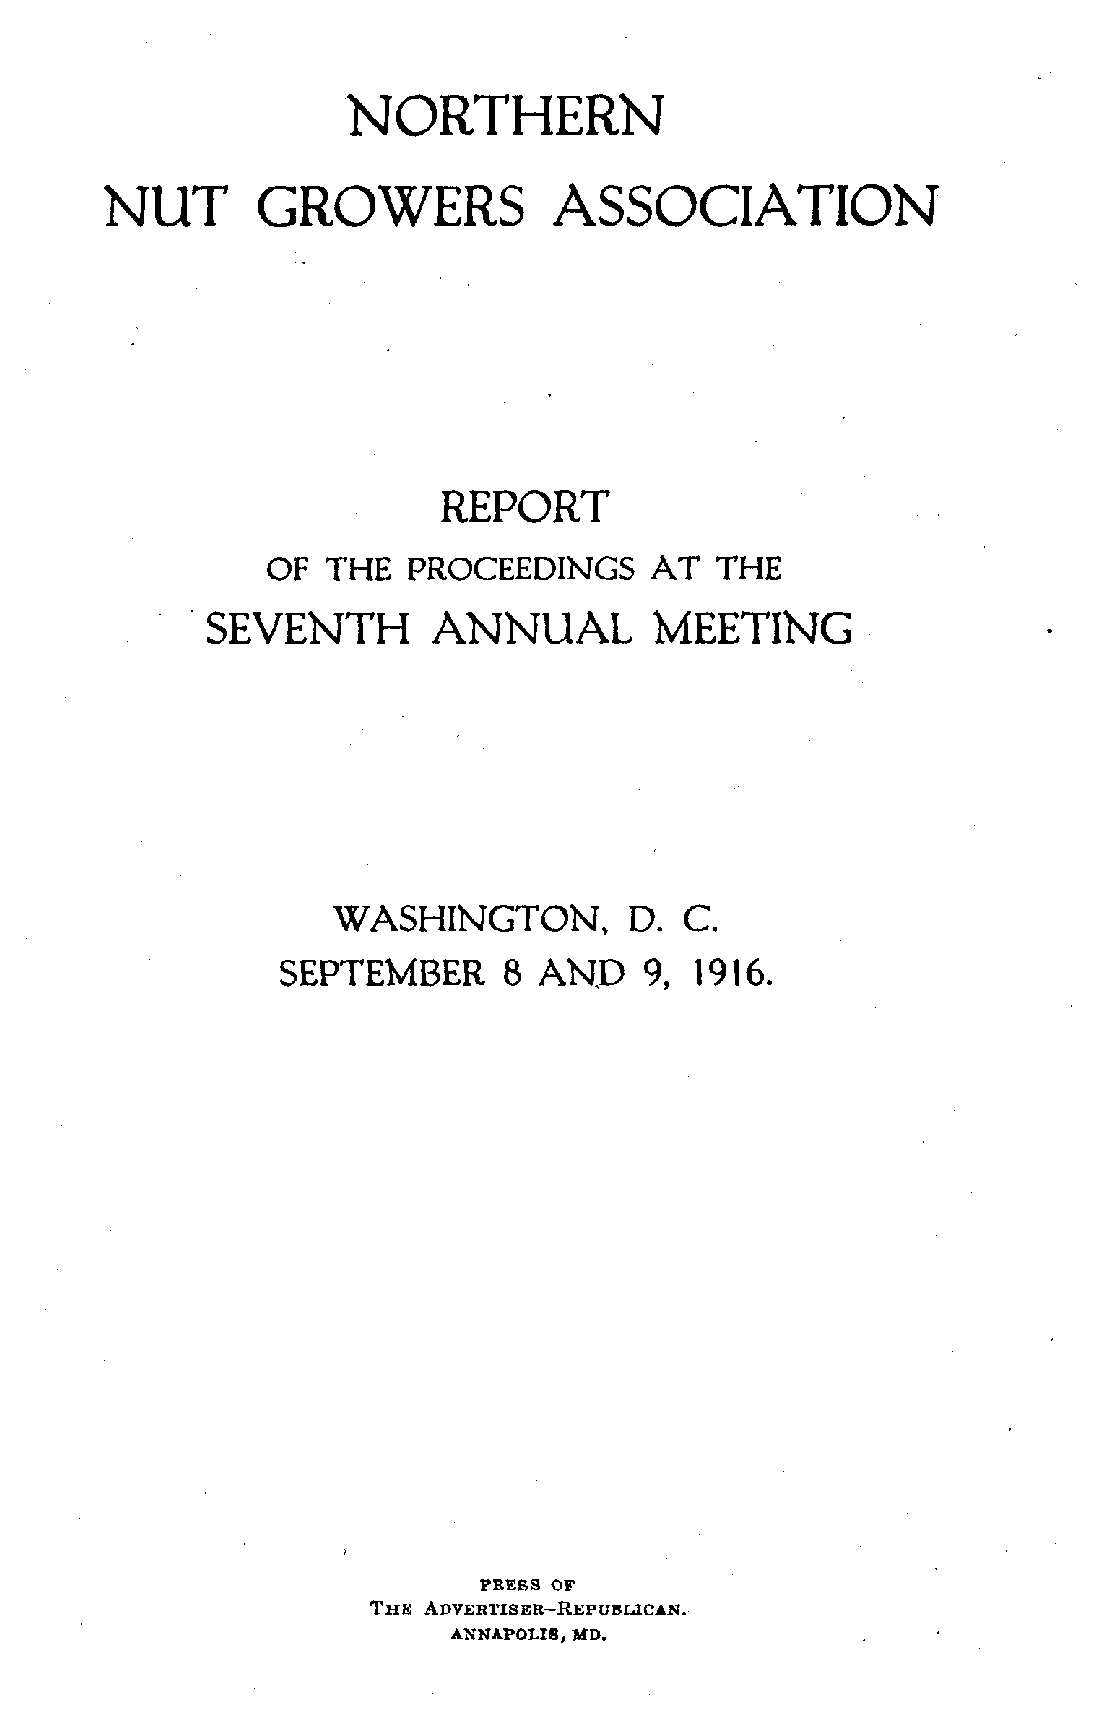 NORTHERN
NUT GROWERS ASSOCIATION
REPORT
OF THE PROCEEDINGS AT THE
SEVENTH ANNUAL MEETING
WASHINGTON, D. C.
SEPTEMBER 8 AND 9, 1916.
PRESS OF
THE ADVERTISER-REPUBLICAN.
ANNAPOLIS, MD.